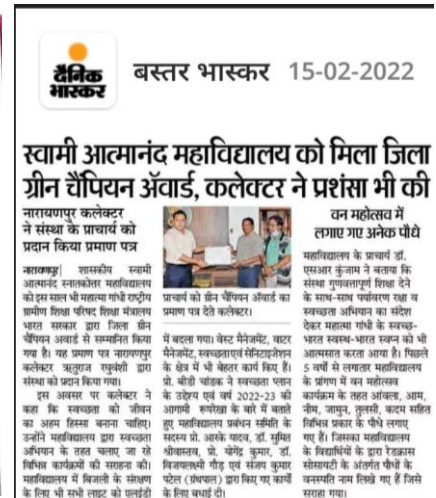 दैनिक
भास्कर
बस्तर भास्कर 15-02-2022
स्वामी आत्मानंद महाविद्यालय को मिला जिला
ग्रीन चैंपियन अ‍ॅवार्ड, कलेक्टर ने प्रशंसा भी की
नारायणपुर कलेक्टर
ने संस्था के प्राचार्य को
प्रदान किया प्रमाण पत्र
नारायणपुर| शासकीय स्वामी
आत्मानंद स्नातकोत्तर महाविद्यालय
को इस साल भी महात्मा गांधी राष्ट्रीय
ग्रामीण शिक्षा परिषद शिक्षा मंत्रालय
भारत सरकार द्वारा जिला ग्रीन
चैंपियन अवार्ड से सम्मानित किया
गया है। यह प्रमाण पत्र नारायणपुर
कलेक्टर ऋतुराज रघुवंशी द्वारा
संस्था को प्रदान किया गया।
इस अवसर पर कलेक्टर ने
कहा कि स्वच्छता को जीवन
का अहम हिस्सा बनाना चाहिए।
उन्होंने महाविद्यालय द्वारा स्वच्छता
अभियान के तहत चलाए जा रहे
विभिन्न कार्यक्रमों की सराहना की।
महाविद्यालय में बिजली के संरक्षण
के लिए भी सभी लाइट को एलईडी
प्राचार्य को ग्रीन चैंपियन अ‍ॅवार्ड का
प्रमाण पत्र देते कलेक्टर।
में बदला गया। वेस्ट मैनेजमेंट, वाटर
मैनेजमेंट, स्वच्छता एवं सेनिटाइजेशन
के क्षेत्र में भी बेहतर कार्य किए हैं।
प्रो. बीडी चांडक ने स्वच्छता प्लान
के उद्देश्य एवं वर्ष 2022-23 की
आगामी रूपरेखा के बारे में बताते
हुए महाविद्यालय प्रबंधन समिति के
सदस्य प्रो. आरके यादव, डॉ. सुमित
श्रीवास्तव, प्रो. योगेंद्र कुमार, डॉ.
विजयलक्ष्मी गौड़ एवं संजय कुमार
पटेल (ग्रंथपाल) द्वारा किए गए कार्यों
के लिए बधाई दी।
वन महोत्सव में
लगाए गए अनेक पौधे
महाविद्यालय के प्राचार्य डॉ.
एसआर कुंजाम ने बताया कि
संस्था गुणवत्तापूर्ण शिक्षा देने
के साथ-साथ पर्यावरण रक्षा व
स्वच्छता अभियान का संदेश
देकर महात्मा गांधी के स्वच्छ-
भारत स्वस्थ-भारत स्वप्न को भी
आत्मसात करता आया है। पिछले
5 वर्षों से लगातार महाविद्यालय
के प्रांगण में वन महोत्सव
कार्यक्रम के तहत आंवला, आम,
नीम, जामुन, तुलसी, कदम सहित
विभिन्न प्रकार के पौधे लगाए
गए हैं। जिसका महाविद्यालय
के विद्यार्थियों के द्वारा रेडक्रास
सोसायटी के अंतर्गत पौधों के
वनस्पति नाम लिखे गए हैं जिसे
सराहा गया।